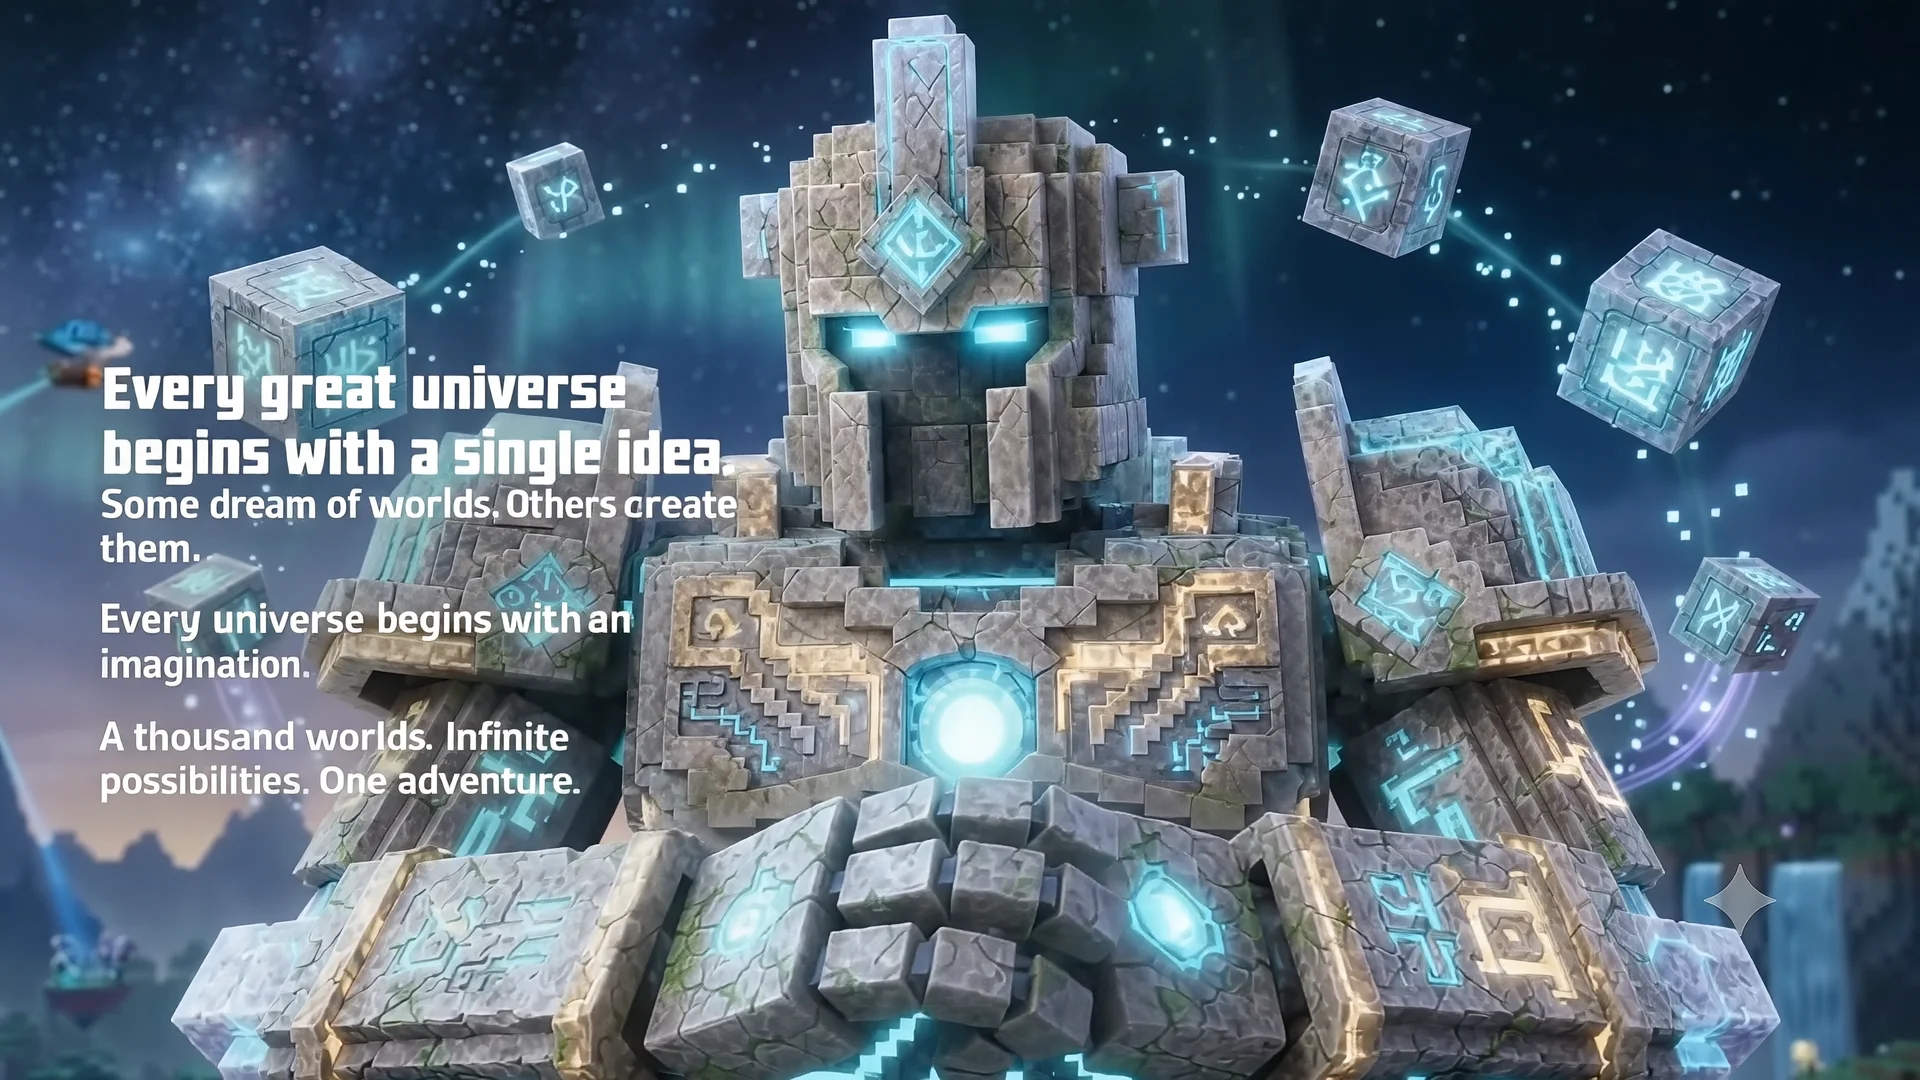 Every great universe
begins with a single idea.
Some dream of worlds. Others create
them.
Every universe begins with an
imagination.
A thousand worlds. Infinite
possibilities. One adventure.